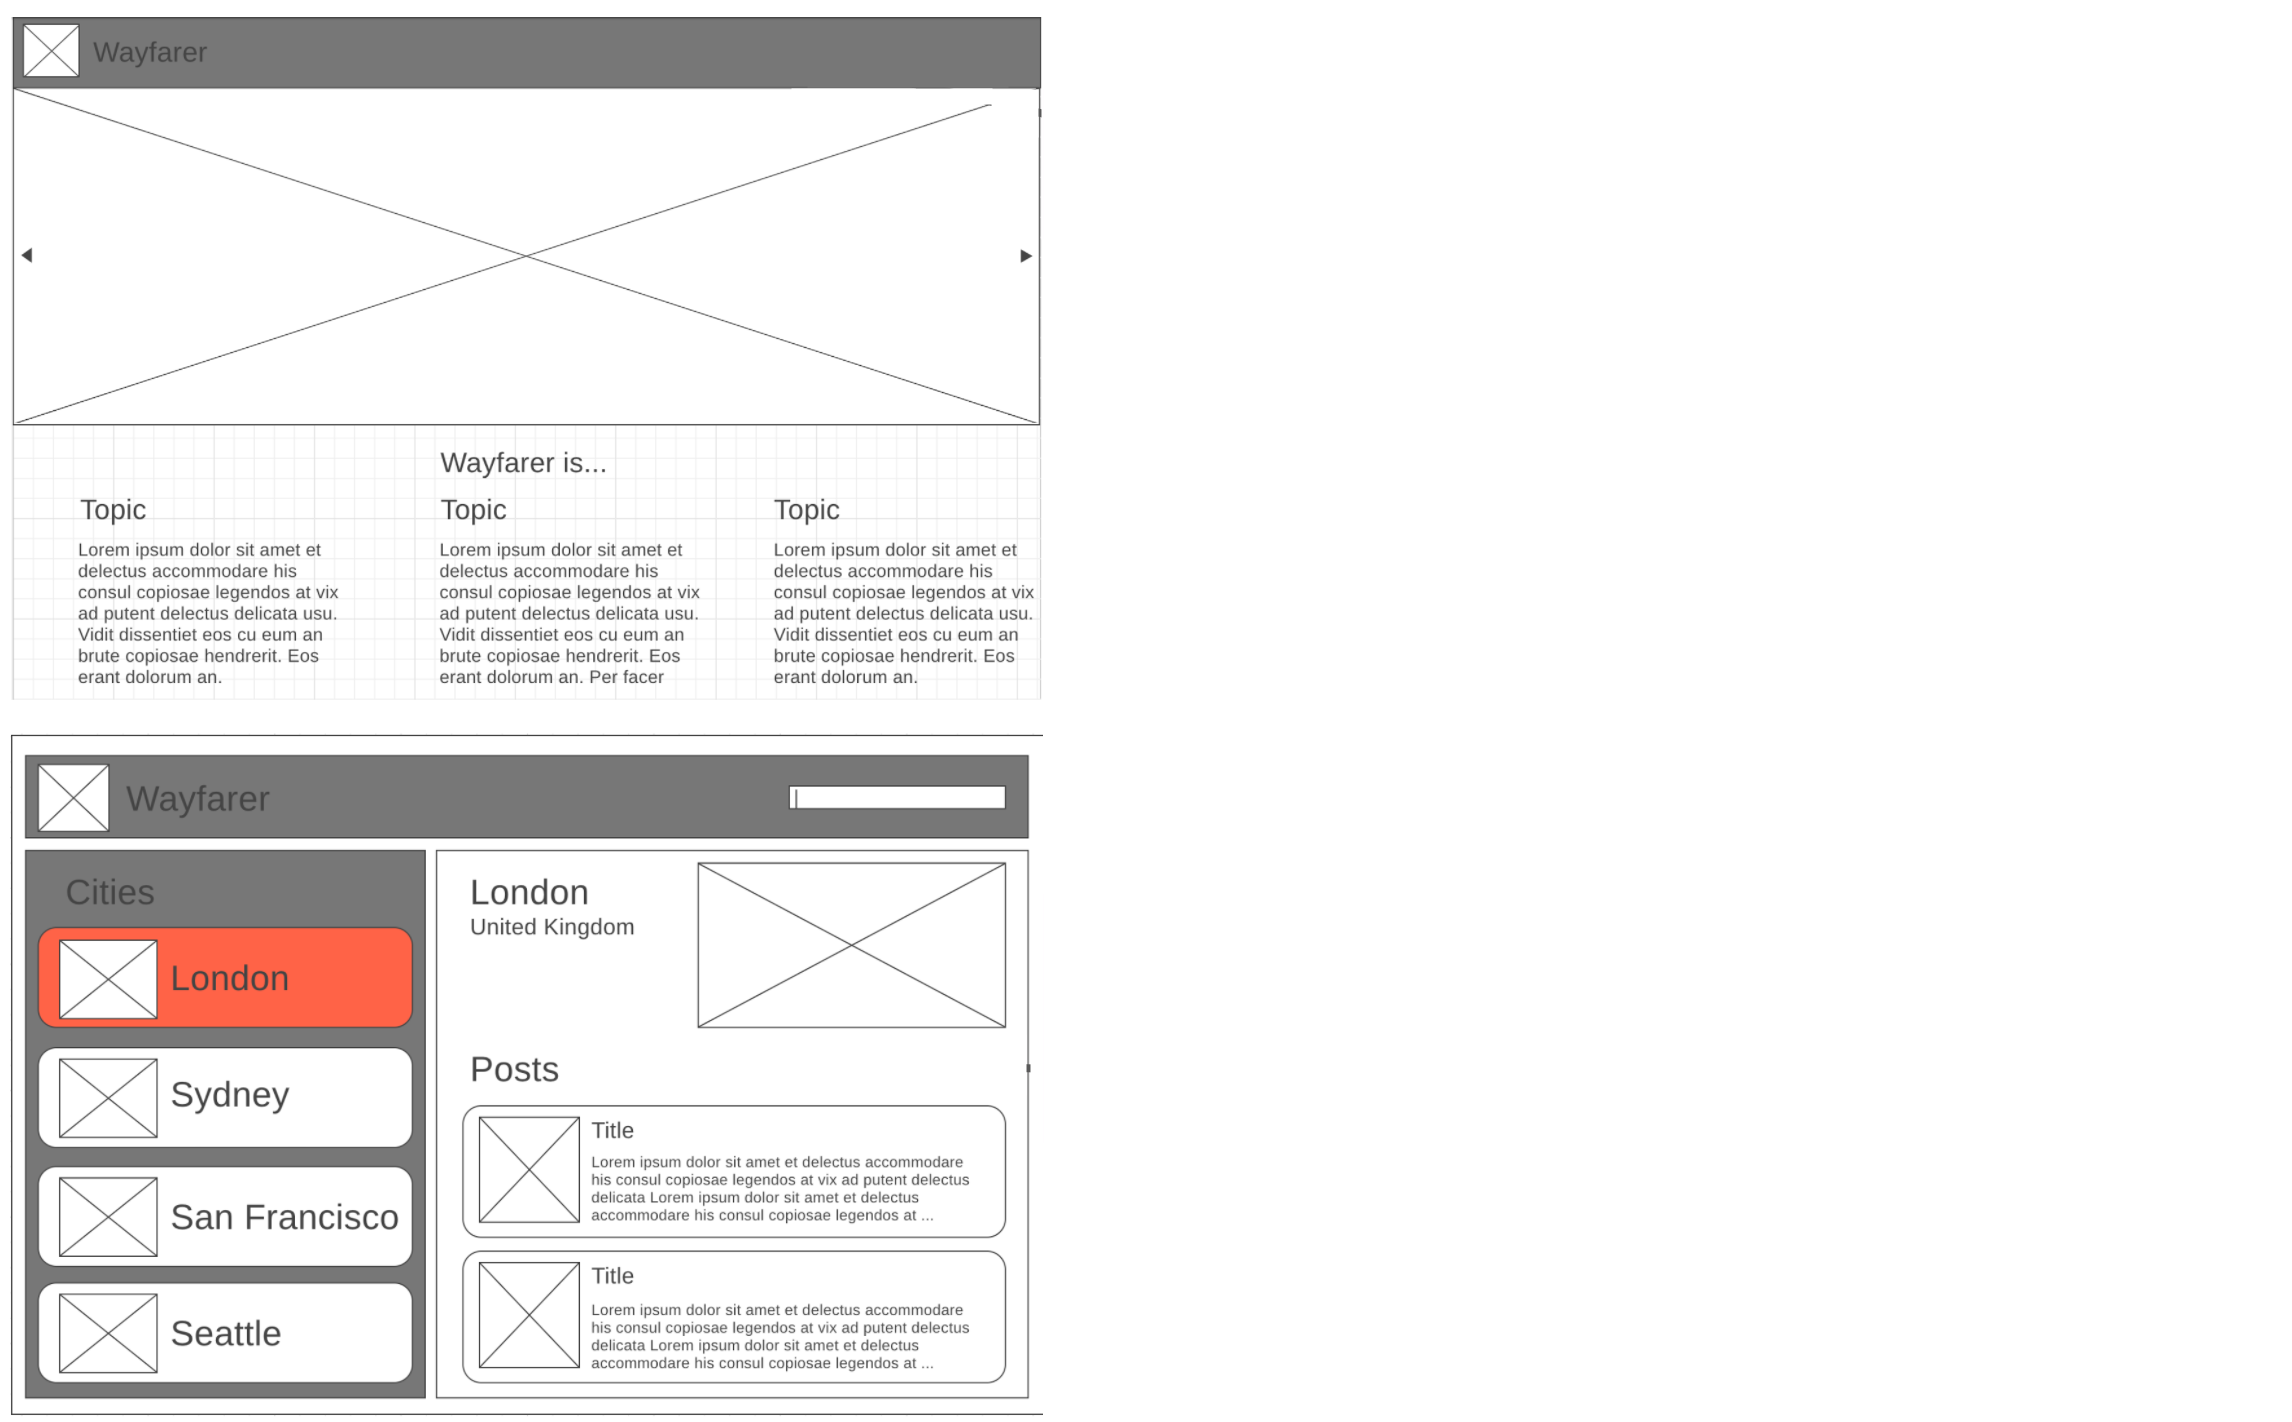 Wayfarer
Wayfarer is...
Topic
Lorem ipsum dolor sit amet et
delectus accommodare his
consul copiosae legendos at vix
ad putent delectus delicata usu.
Vidit dissentiet eos cu eum an
brute copiosae hendrerit. Eos
erant dolorum an.
Topic
Lorem ipsum dolor sit amet et
delectus accommodare his
consul copiosae legendos at vix
ad putent delectus delicata usu.
Vidit dissentiet eos cu eum an
brute copiosae hendrerit. Eos
erant dolorum an. Per facer
Topic
Lorem ipsum dolor sit amet et
delectus accommodare his
consul copiosae legendos at vix
ad putent delectus delicata usu.
Vidit dissentiet eos cu eum an
brute copiosae hendrerit. Eos
erant dolorum an.
Wayfarer
Cities
London
Sydney
San Francisco
Seattle
London
United Kingdom
Posts
Title
Lorem ipsum dolor sit amet et delectus accommodare
his consul copiosae legendos at vix ad putent delectus
delicata Lorem ipsum dolor sit amet et delectus
accommodare his consul copiosae legendos at ...
Title
Lorem ipsum dolor sit amet et delectus accommodare
his consul copiosae legendos at vix ad putent delectus
delicata Lorem ipsum dolor sit amet et delectus
accommodare his consul copiosae legendos at ...